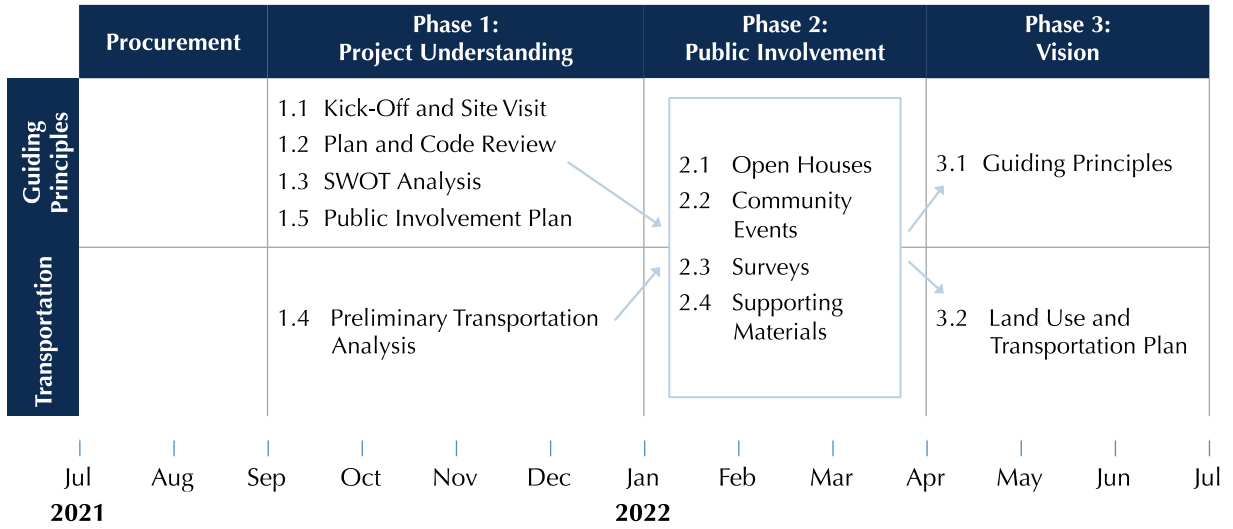 Procurement
Phase 1:
Project Understanding
Phase 2:
Public Involvement
Phase 3:
Vision
Guiding
Principles
1.1 Kick-Off and Site Visit
1.2 Plan and Code Review
1.3 SWOT Analysis
1.5 Public Involvement Plan
2.1 Open Houses
2.2 Community
Events
2.3 Surveys
2.4 Supporting
Materials
3.1 Guiding Principles
Transportation
1.4 Preliminary Transportation
Analysis
3.2 Land Use and
Transportation Plan
Jul Aug Sep Oct Nov Dec Jan Feb Mar Apr May Jun Jul
2021 2022